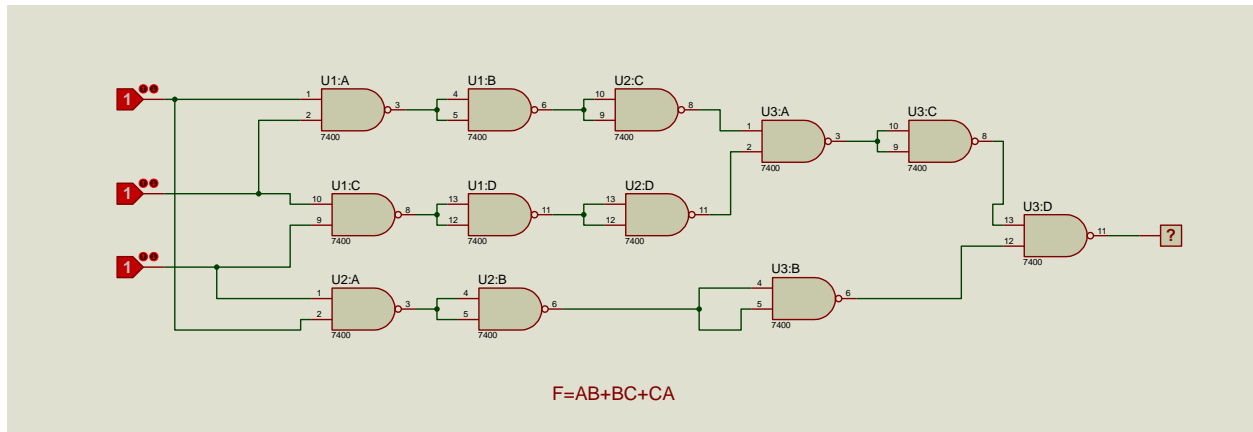 U1:A U1:B U2:C
1 1 3 4 6 10 8
2 5 9
7400 7400 7400
U3:A U3:C
1 3 10 8
2 9
7400 7400
U1:C U1:D U2:D
1 10 8 13 11 13 11
9 12 12
7400 7400 7400
U3:D
13 11 ?
12
7400
U2:A U2:B U3:B
1 1 3 4 6 4 6
2 5 5
7400 7400 7400
F=AB+BC+CA